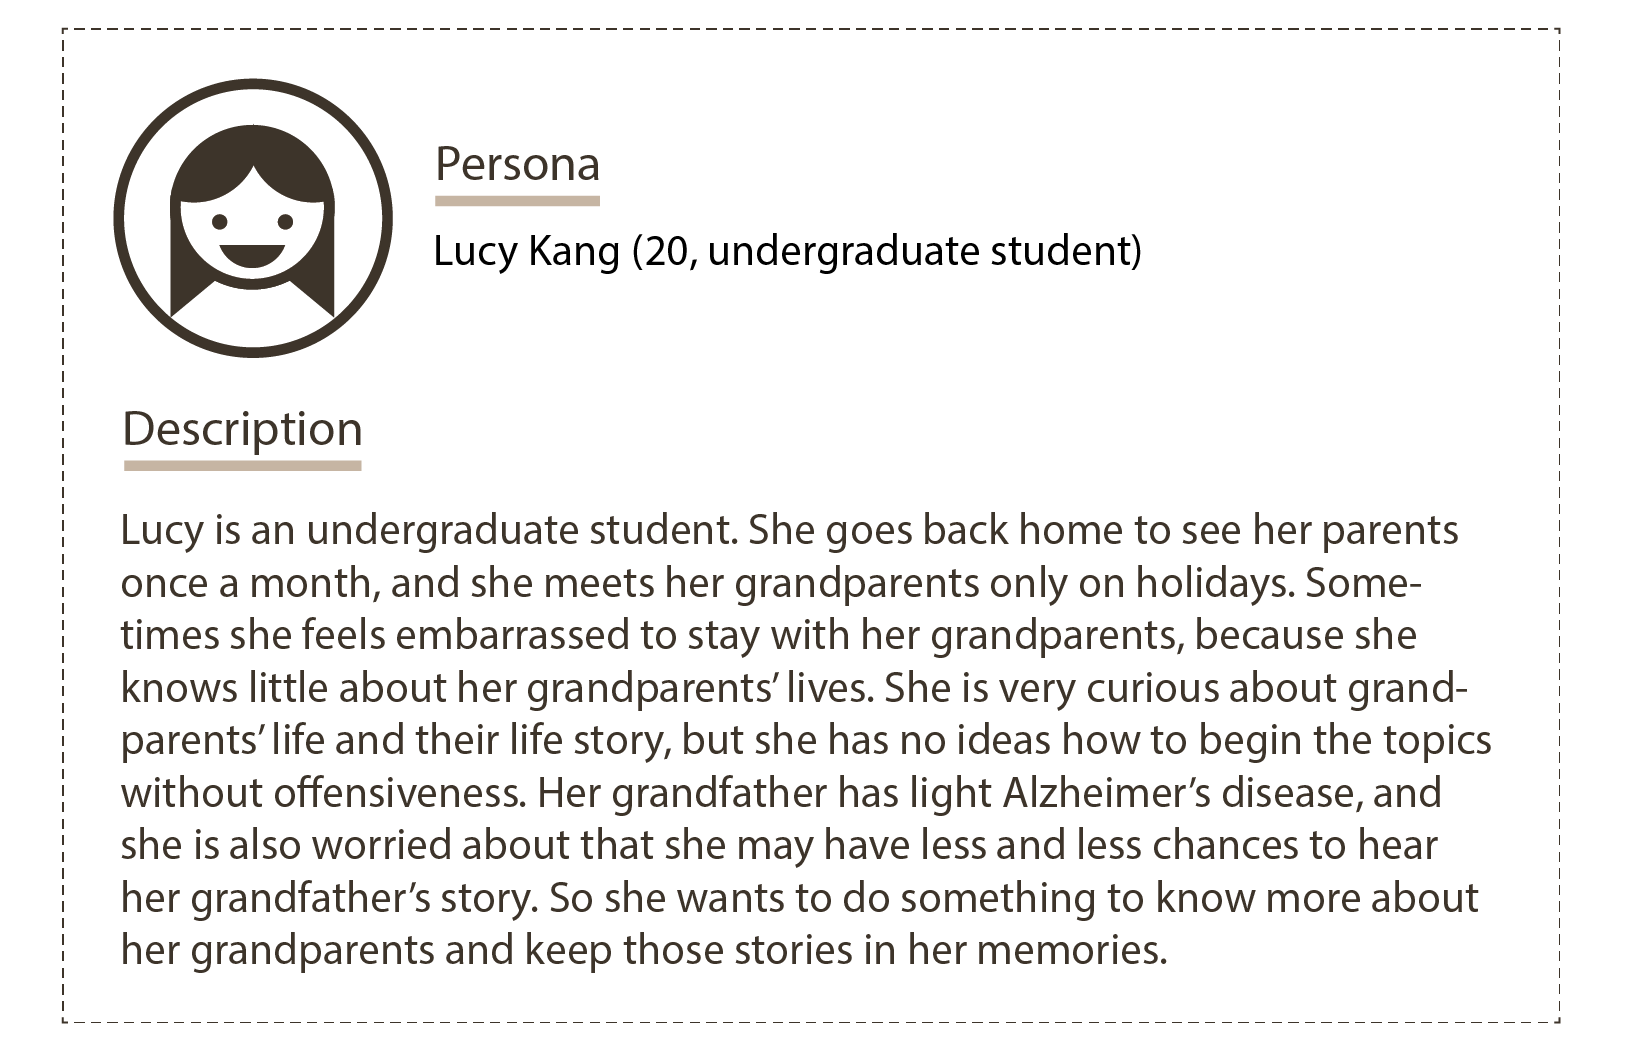 Persona
Lucy Kang (20, undergraduate student)
Description
Lucy is an undergraduate student. She goes back home to see her parents
once a month, and she meets her grandparents only on holidays. Some-
times she feels embarrassed to stay with her grandparents, because she
knows little about her grandparents’ lives. She is very curious about grand-
parents’ life and their life story, but she has no ideas how to begin the topics
without offensiveness. Her grandfather has light Alzheimer’s disease, and
she is also worried about that she may have less and less chances to hear
her grandfather’s story. So she wants to do something to know more about
her grandparents and keep those stories in her memories.